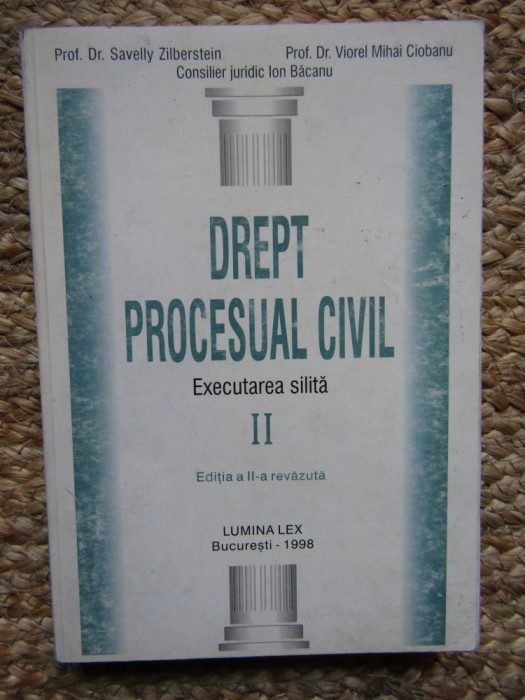 Prof. Dr. Savelly Zilberstein Prof. Dr. Viorel Mihai Ciobanu
Consilier juridic Ion Băcanu
DREPT
PROCESUAL CIVIL
Executarea silită
II
Ediția a II-a revăzută
LUMINA LEX
București - 1998